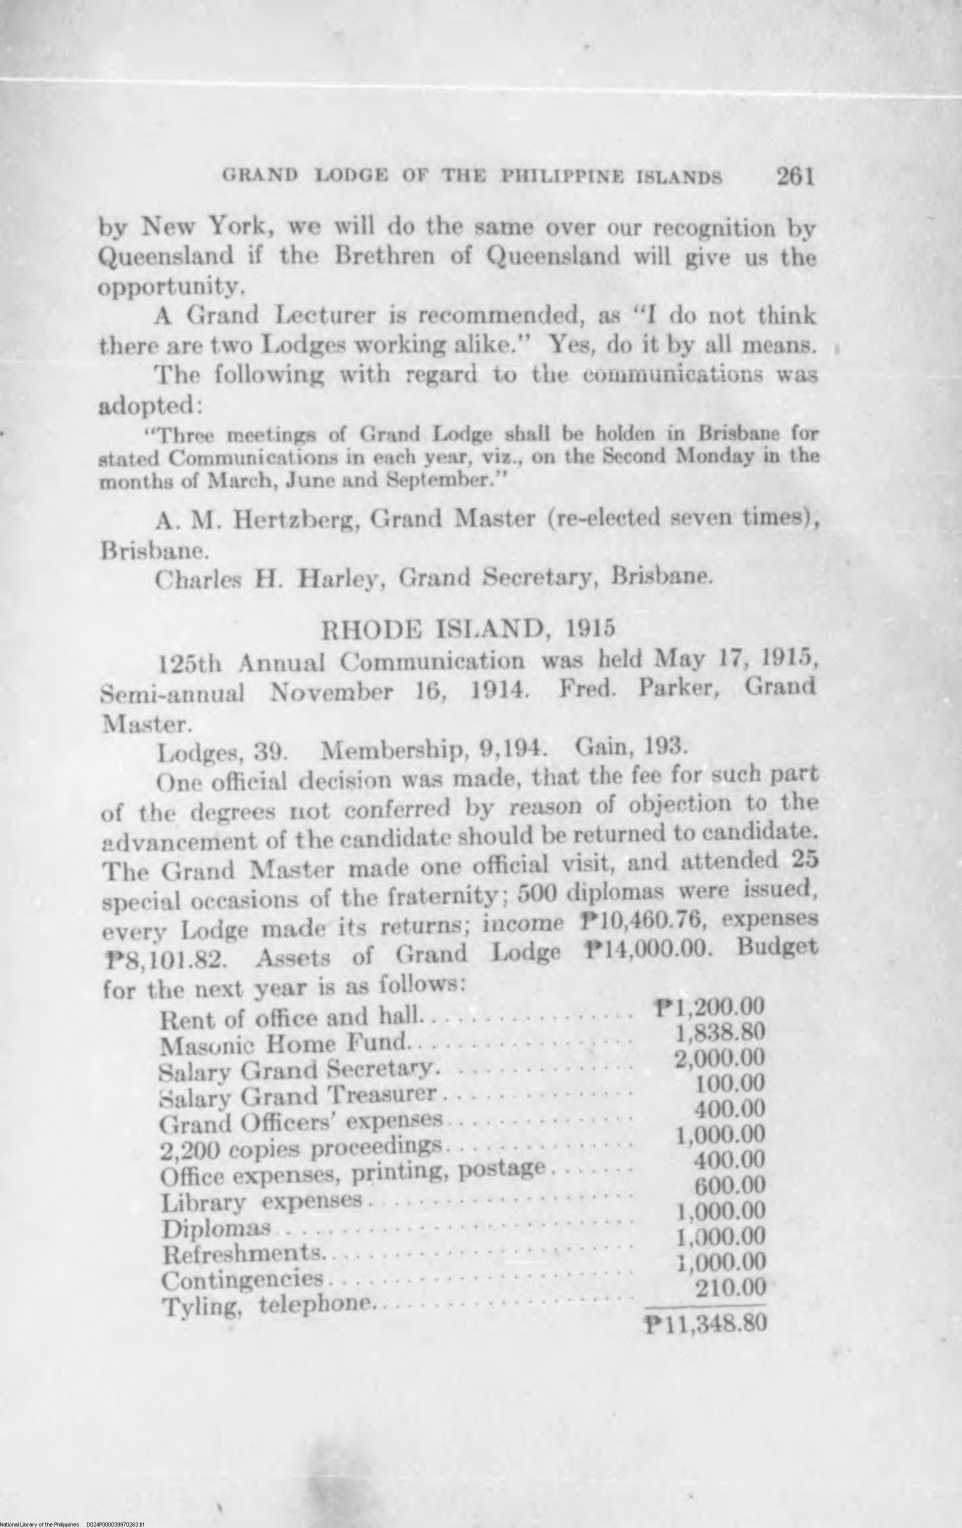 GRAND LODGE OF THE PHILIPPINE ISLANDS 261
by New York, we will do the same over our recognition by
Queensland if the Brethren of Queensland will give us the
opportunity.
A Grand Lecturer is recommended, as "I do not think
there are two Lodges working alike." Yes, do it by all means.
The following with regard to the communications was
adopted:
"Three meetings of Grand Lodge shall be holden in Brisbane for
stated Communications in each year, viz., on the Second Monday in the
months of March, June and September."
A. M. Hertzberg, Grand Master (re-elected seven times),
Brisbane.
Charles H. Harley, Grand Secretary, Brisbane.
RHODE ISLAND, 1915
125th Annual Communication was held May 17, 1915,
Semi-annual November 16, 1914. Fred. Parker, Grand
Master.
Lodges, 39. Membership, 9,194. Gain, 193.
One official decision was made, that the fee for such part
of the degrees not conferred by reason of objection to the
advancement of the candidate should be returned to candidate.
The Grand Master made one official visit, and attended 25
special occasions of the fraternity; 500 diplomas were issued,
every Lodge made its returns; income ₱10,460.76, expenses
₱8,101.82. Assets of Grand Lodge ₱14,000.00. Budget
for the next year is as follows:
Rent of office and hall.................. ₱1,200.00
Masonic Home Fund.................. 1,838.80
Salary Grand Secretary. ............... 2,000.00
Salary Grand Treasurer................ 100.00
Grand Officers' expenses............... 400.00
2,200 copies proceedings............... 1,000.00
Office expenses, printing, postage....... 400.00
Library expenses...................... 600.00
Diplomas............................ 1,000.00
Refreshments......................... 1,000.00
Contingencies......................... 1,000.00
Tyling, telephone...................... 210.00
₱11,348.80
National Library of the Philippines D024P000039970263.tif